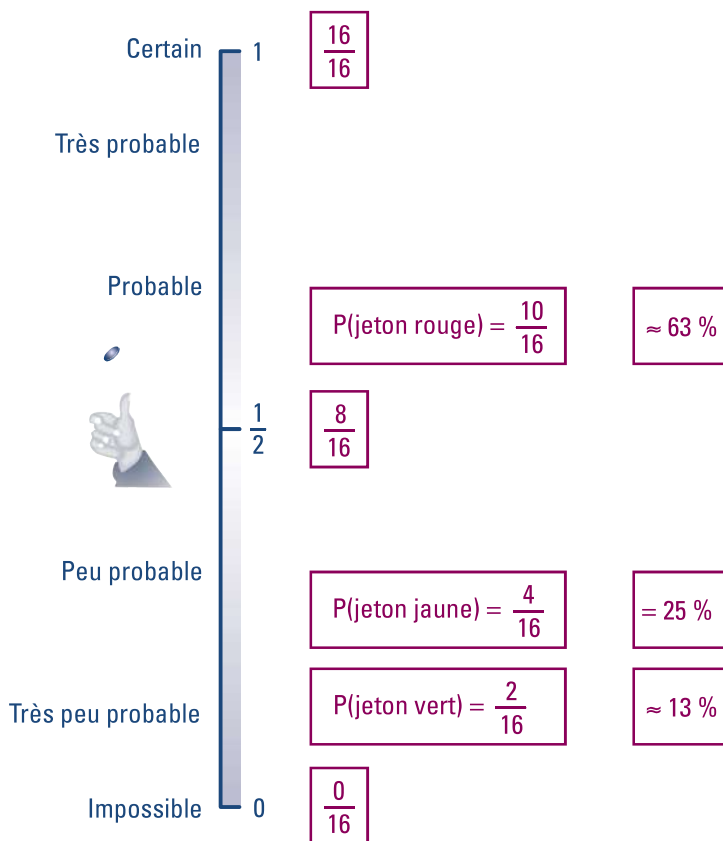 Certain 1 16/16
Très probable
Probable
P(jeton rouge) = 10/16 ≈ 63 %
1/2 8/16
Peu probable
P(jeton jaune) = 4/16 = 25 %
Très peu probable P(jeton vert) = 2/16 ≈ 13 %
Impossible 0 0/16